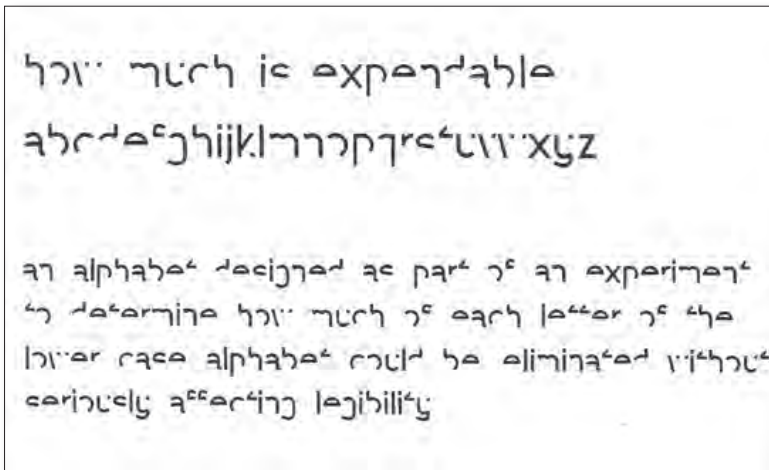 how much is expendable
abcdefghijklmnopqrstuvwxyz
an alphabet designed as part of an experiment
to determine how much of each letter of the
lower case alphabet could be eliminated without
seriously affecting legibility